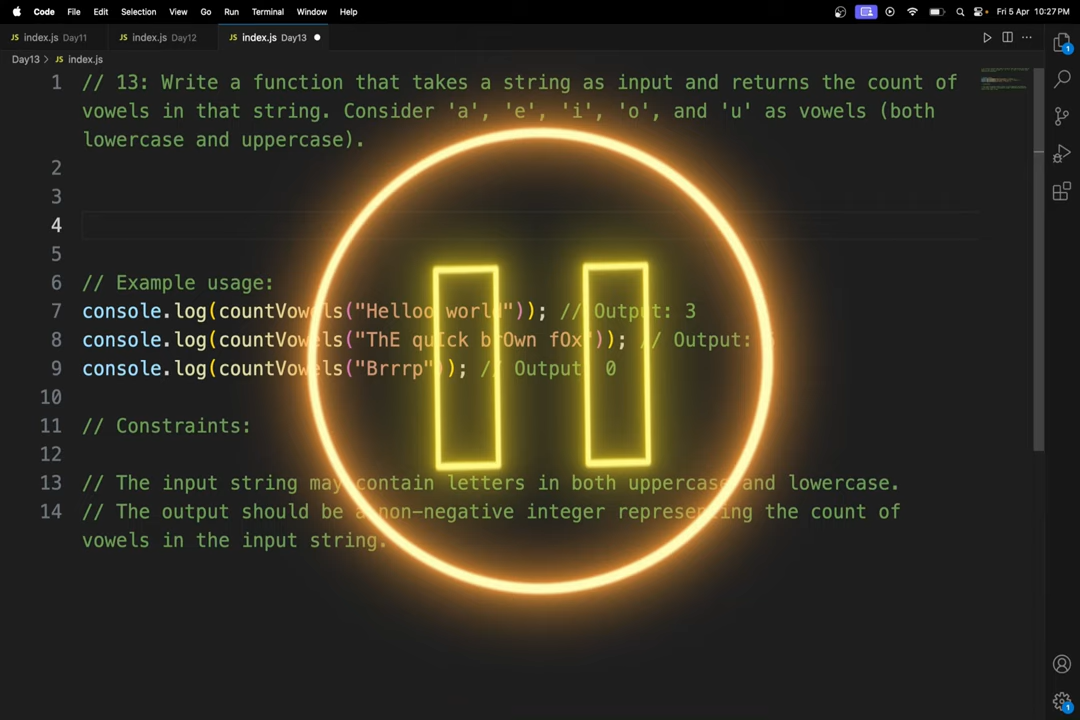 Code File Edit Selection View Go Run Terminal Window Help Fri 5 Apr 10:27 PM
JS index.js Day11 JS index.js Day12 JS index.js Day13
Day13 > JS index.js
1 // 13: Write a function that takes a string as input and returns the count of
vowels in that string. Consider 'a', 'e', 'i', 'o', and 'u' as vowels (both
lowercase and uppercase).
2
3
4
5
6 // Example usage:
7 console.log(countVowels("Helloo world")); // Output: 3
8 console.log(countVowels("ThE quIck brOwn fOx")); // Output:
9 console.log(countVowels("Brrrp")); // Output: 0
10
11 // Constraints:
12
13 // The input string may contain letters in both uppercase and lowercase.
14 // The output should be a non-negative integer representing the count of
vowels in the input string.
1
1